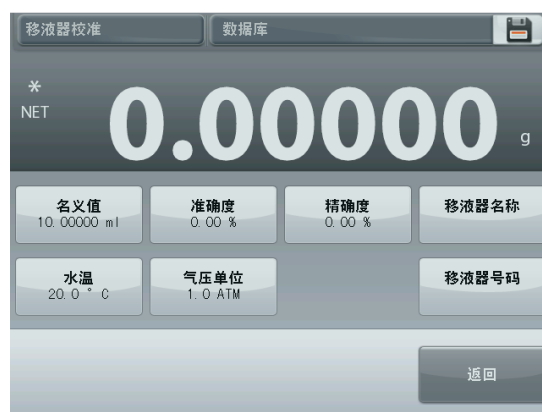 移液器校准 数据库
*
NET 0.00000 g
名义值 准确度 精确度 移液器名称
10.00000 ml 0.00 % 0.00 %
水温 气压单位 移液器号码
20.0 ° C 1.0 ATM
返回